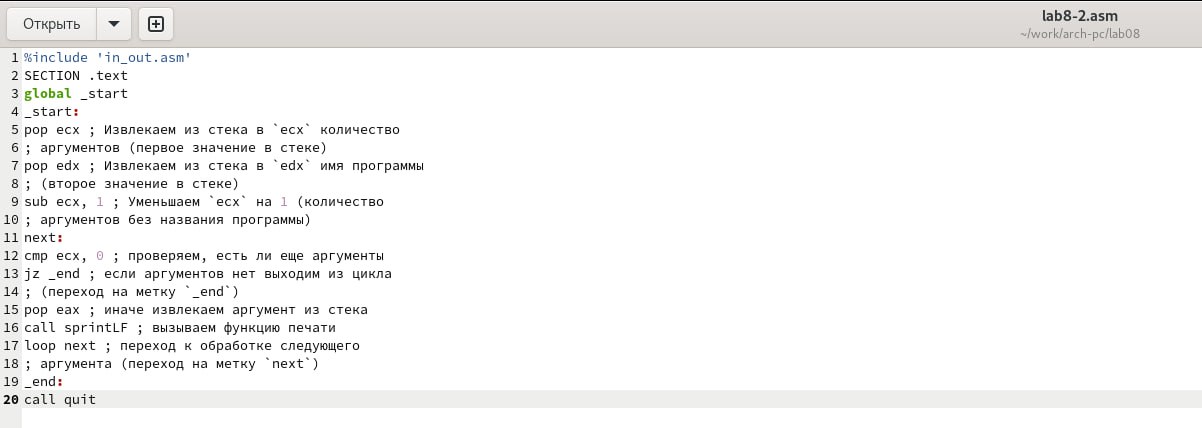 Открыть
lab8-2.asm
~/work/arch-pc/lab08
1 %include 'in_out.asm'
2 SECTION .text
3 global _start
4 _start:
5 pop ecx ; Извлекаем из стека в `ecx` количество
6 ; аргументов (первое значение в стеке)
7 pop edx ; Извлекаем из стека в `edx` имя программы
8 ; (второе значение в стеке)
9 sub ecx, 1 ; Уменьшаем `ecx` на 1 (количество
10 ; аргументов без названия программы)
11 next:
12 cmp ecx, 0 ; проверяем, есть ли еще аргументы
13 jz _end ; если аргументов нет выходим из цикла
14 ; (переход на метку `_end`)
15 pop eax ; иначе извлекаем аргумент из стека
16 call sprintLF ; вызываем функцию печати
17 loop next ; переход к обработке следующего
18 ; аргумента (переход на метку `next`)
19 _end:
20 call quit